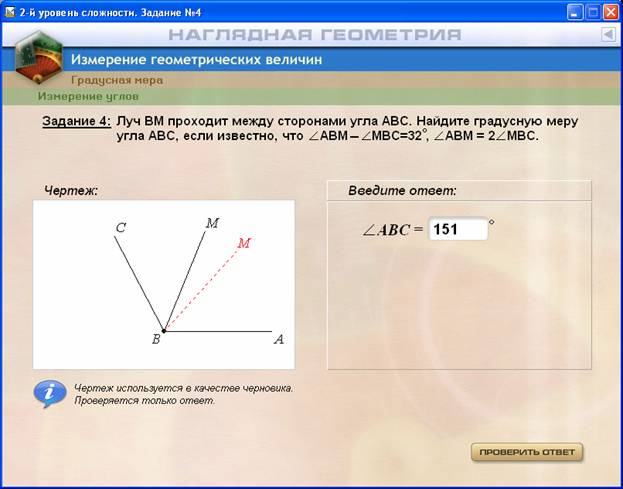 2-й уровень сложности. Задание №4
НАГЛЯДНАЯ ГЕОМЕТРИЯ
Измерение геометрических величин
Градусная мера
Измерение углов
Задание 4: Луч ВМ проходит между сторонами угла АВС. Найдите градусную меру
угла АВС, если известно, что ∠АВМ – ∠МВС=32°, ∠АВМ = 2∠МВС.
Чертеж:
C
M
M
B
A
Чертеж используется в качестве черновика.
Проверяется только ответ.
Введите ответ:
∠ABC = 151 °
ПРОВЕРИТЬ ОТВЕТ